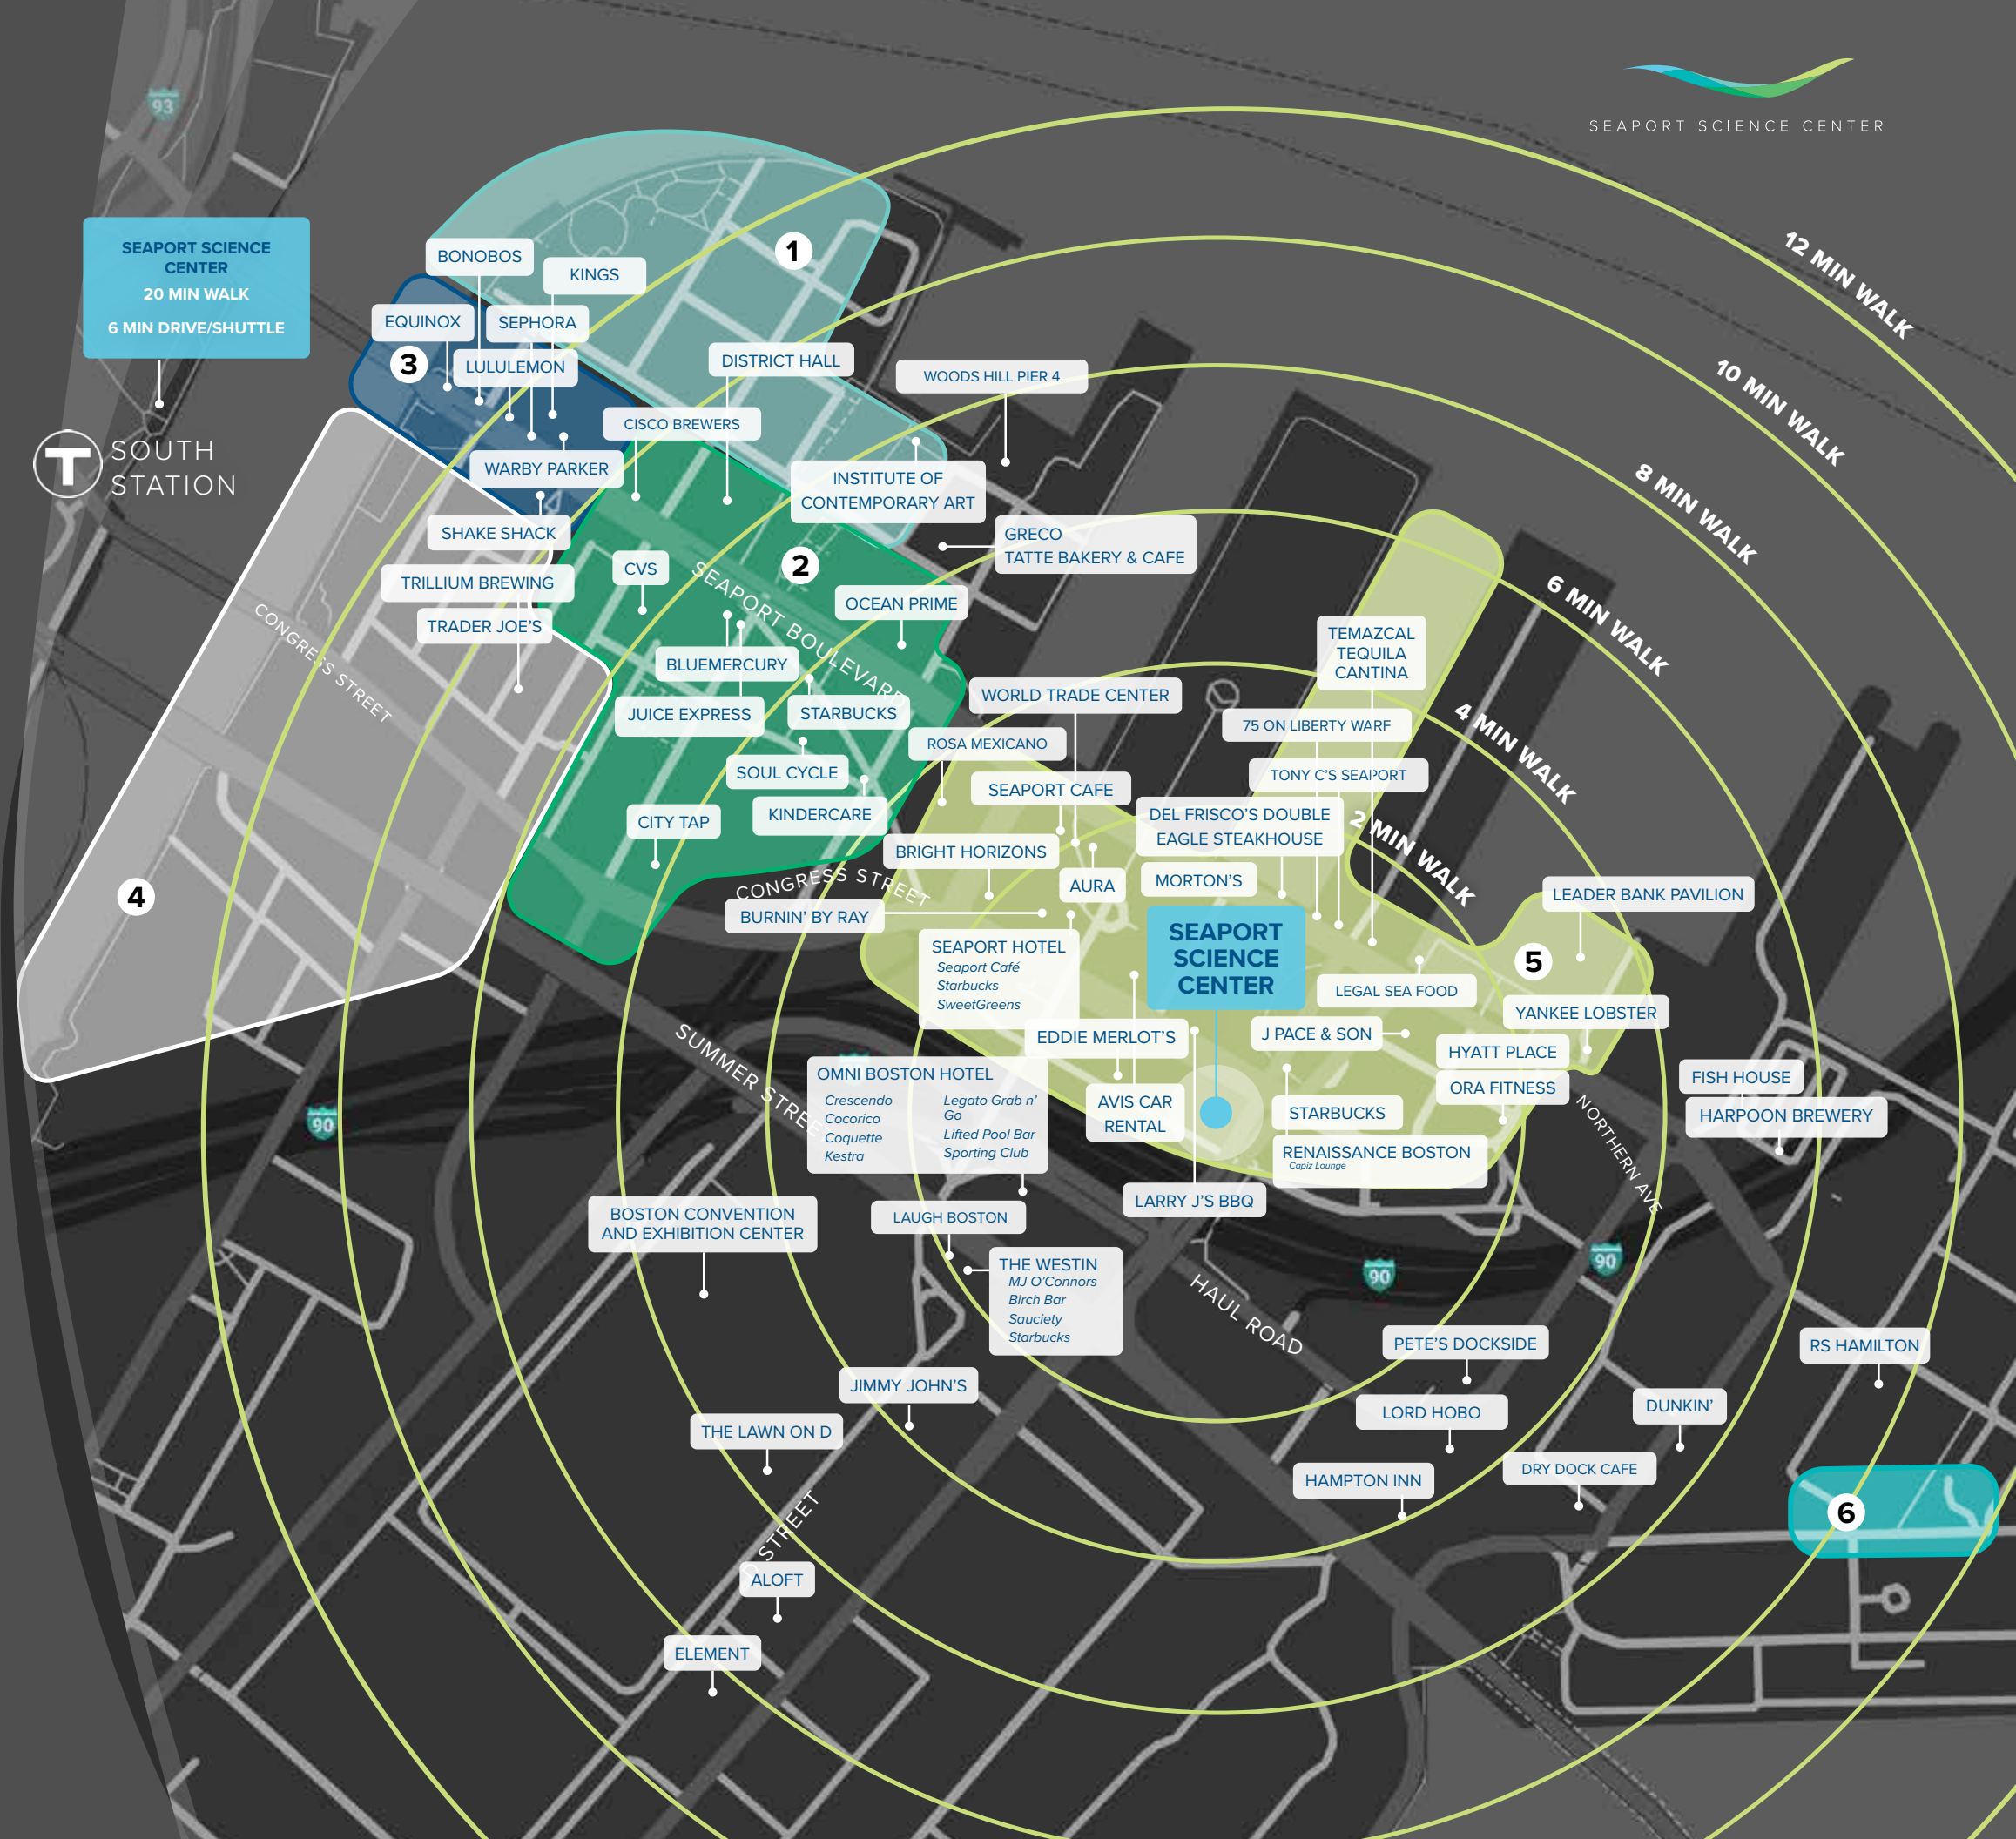 93
SEAPORT SCIENCE CENTER
SEAPORT SCIENCE
CENTER
20 MIN WALK
6 MIN DRIVE/SHUTTLE
T
SOUTH
STATION
12 MIN WALK
10 MIN WALK
8 MIN WALK
6 MIN WALK
4 MIN WALK
2 MIN WALK
1
BONOBOS
KINGS
EQUINOX
SEPHORA
3
LULULEMON
DISTRICT HALL
WOODS HILL PIER 4
CISCO BREWERS
WARBY PARKER
INSTITUTE OF
CONTEMPORARY ART
SHAKE SHACK
GRECO
TATTE BAKERY & CAFE
2
CVS
TRILLIUM BREWING
TRADER JOE'S
SEAPORT BOULEVARD
OCEAN PRIME
CONGRESS STREET
BLUEMERCURY
JUICE EXPRESS
STARBUCKS
SOUL CYCLE
KINDERCARE
CITY TAP
WORLD TRADE CENTER
ROSA MEXICANO
SEAPORT CAFE
TEMAZCAL
TEQUILA
CANTINA
75 ON LIBERTY WARF
TONY C'S SEAPORT
DEL FRISCO'S DOUBLE
EAGLE STEAKHOUSE
BRIGHT HORIZONS
AURA
MORTON'S
4
CONGRESS STREET
BURNIN' BY RAY
LEADER BANK PAVILION
SEAPORT
SCIENCE
CENTER
SEAPORT HOTEL
Seaport Café
Starbucks
SweetGreens
5
LEGAL SEA FOOD
YANKEE LOBSTER
EDDIE MERLOT'S
J PACE & SON
HYATT PLACE
ORA FITNESS
SUMMER STREET
OMNI BOSTON HOTEL
Crescendo
Cocorico
Coquette
Kestra
Legato Grab n'
Go
Lifted Pool Bar
Sporting Club
AVIS CAR
RENTAL
STARBUCKS
RENAISSANCE BOSTON
Capiz Lounge
FISH HOUSE
HARPOON BREWERY
NORTHERN AVE
90
LARRY J'S BBQ
BOSTON CONVENTION
AND EXHIBITION CENTER
LAUGH BOSTON
THE WESTIN
MJ O'Connors
Birch Bar
Sauciety
Starbucks
90
90
HAUL ROAD
PETE'S DOCKSIDE
RS HAMILTON
JIMMY JOHN'S
LORD HOBO
DUNKIN'
THE LAWN ON D
HAMPTON INN
DRY DOCK CAFE
6
STREET
ALOFT
ELEMENT